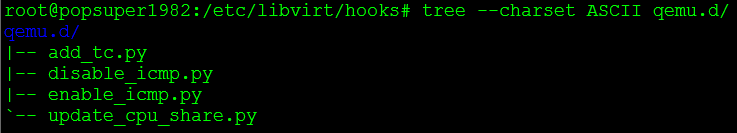 root@popsuper1982:/etc/libvirt/hooks# tree --charset ASCII qemu.d/
qemu.d/
|-- add_tc.py
|-- disable_icmp.py
|-- enable_icmp.py
`-- update_cpu_share.py